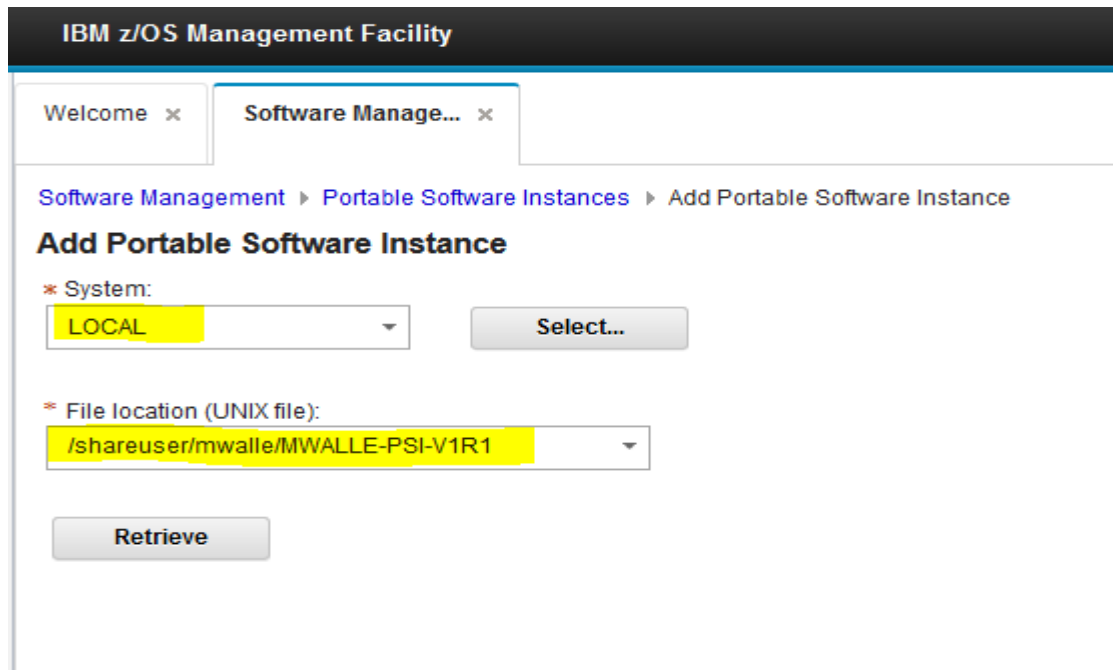 IBM z/OS Management Facility
Welcome × Software Manage... ×
Software Management ▸ Portable Software Instances ▸ Add Portable Software Instance
Add Portable Software Instance
* System:
LOCAL Select...
* File location (UNIX file):
/shareuser/mwalle/MWALLE-PSI-V1R1
Retrieve